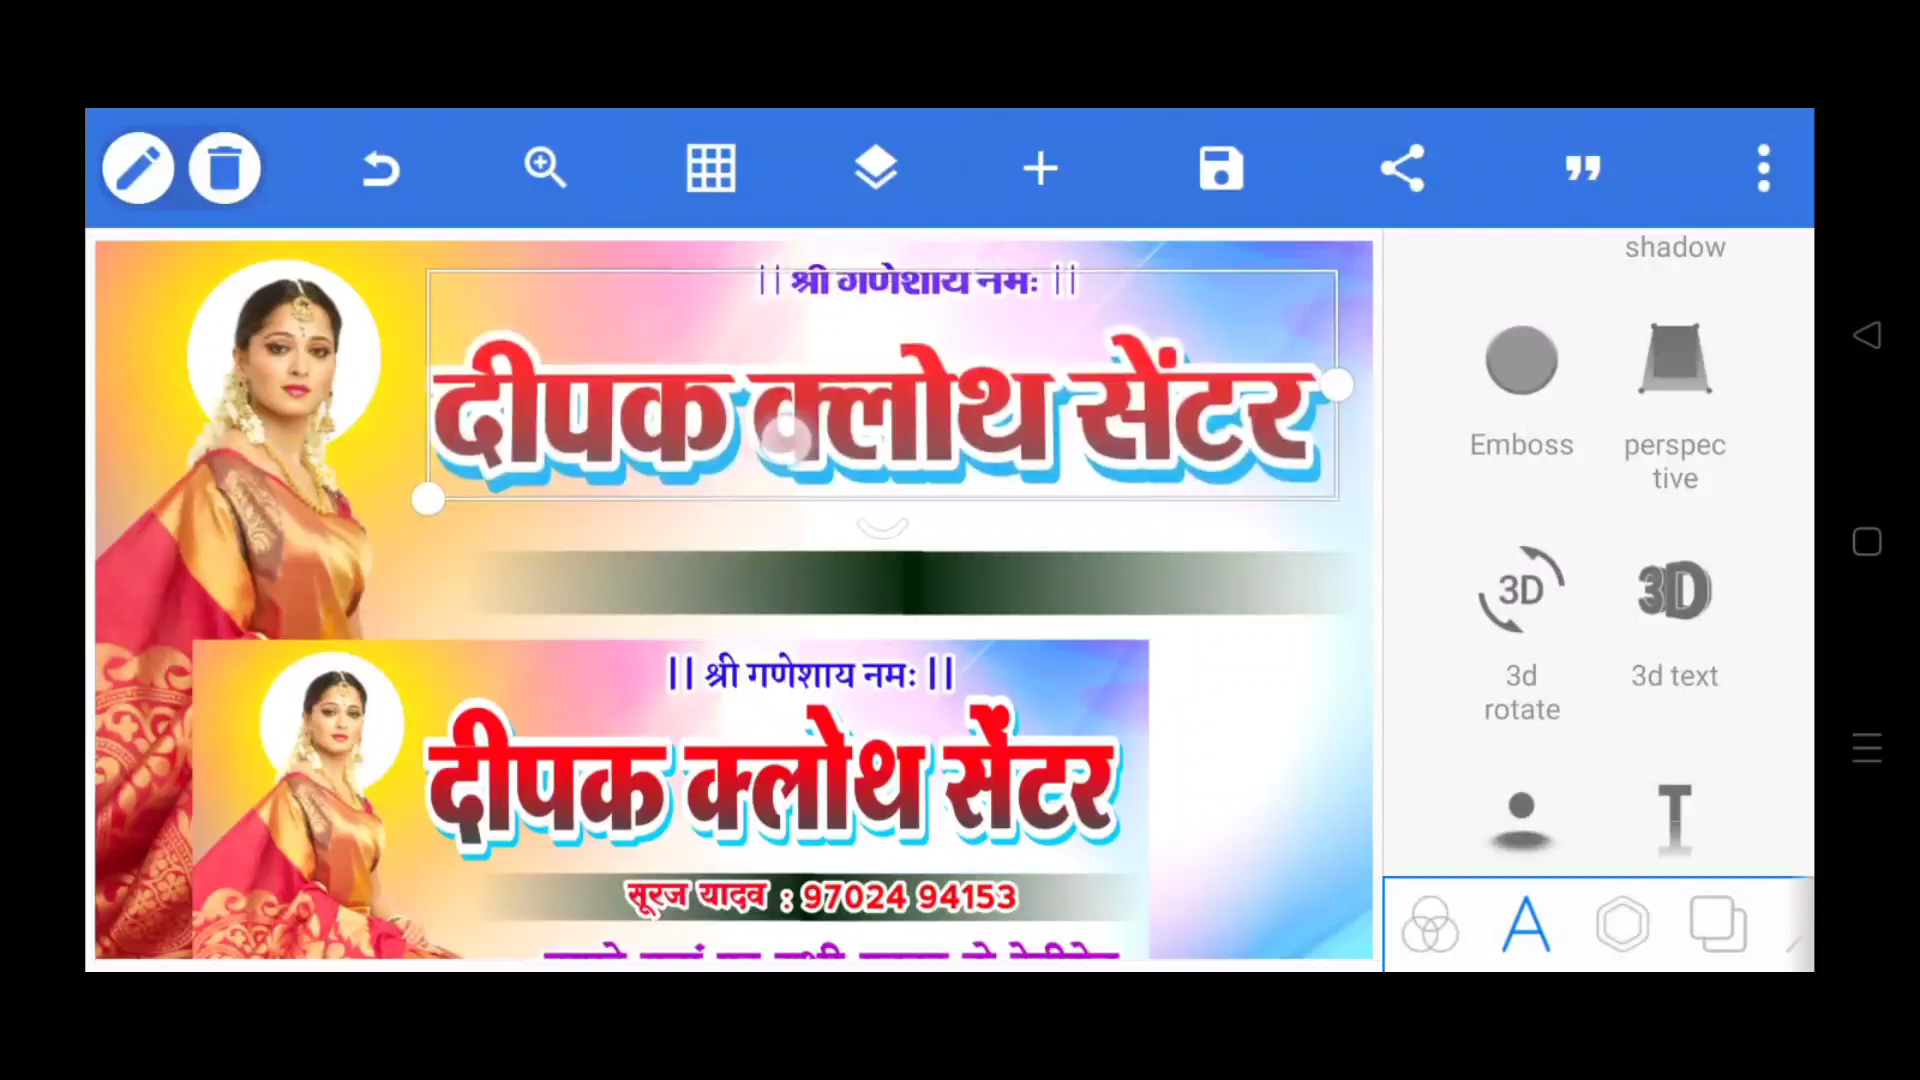 shadow
|| श्री गणेशाय नमः ||
दीपक क्लोथ सेंटर
Emboss
perspec
tive
3D
3D
3d
rotate
3d text
|| श्री गणेशाय नमः ||
दीपक क्लोथ सेंटर
सूरज यादव : 97024 94153